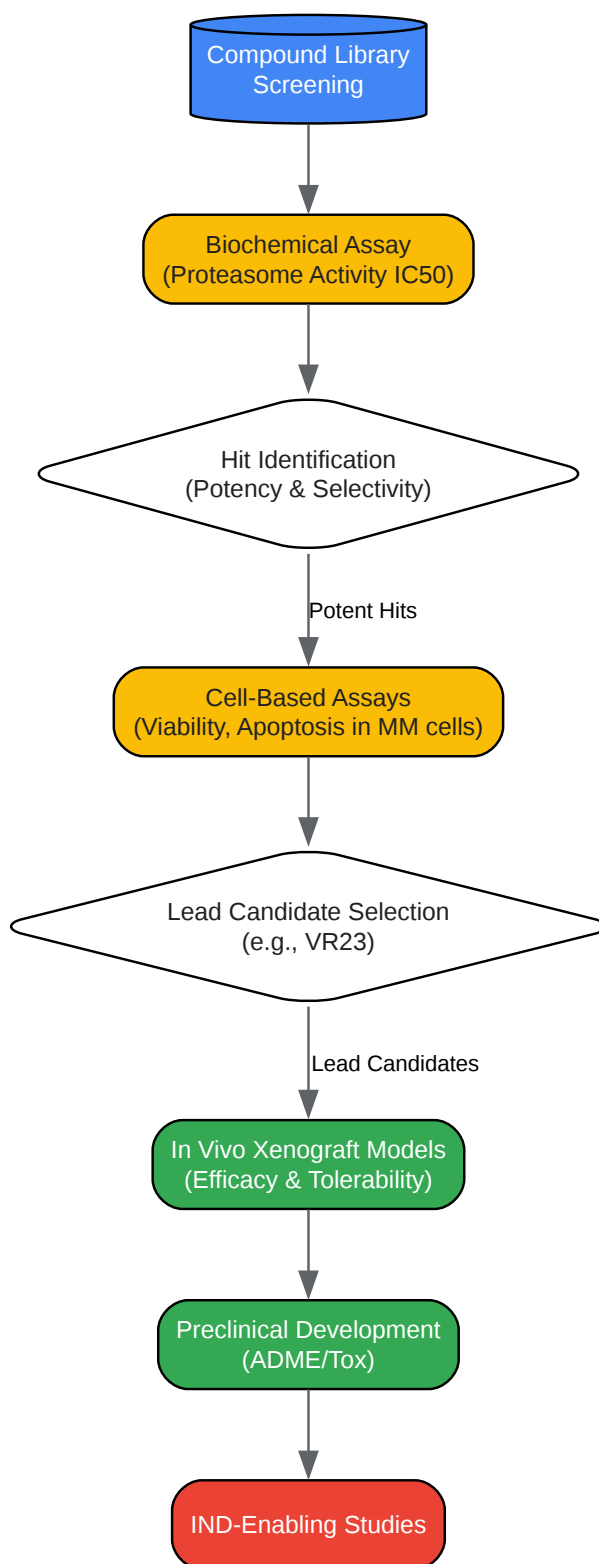 Compound Library
Screening
Biochemical Assay
(Proteasome Activity IC50)
Hit Identification
(Potency & Selectivity)
Potent Hits
Cell-Based Assays
(Viability, Apoptosis in MM cells)
Lead Candidate Selection
(e.g., VR23)
Lead Candidates
In Vivo Xenograft Models
(Efficacy & Tolerability)
Preclinical Development
(ADME/Tox)
IND-Enabling Studies